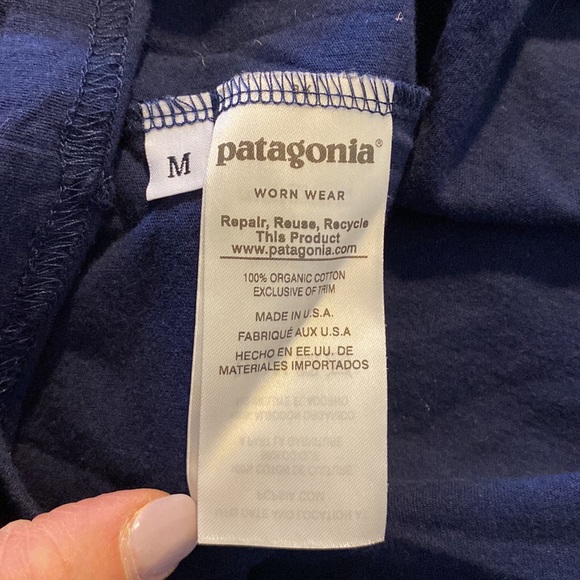 M
patagonia®
WORN WEAR
Repair, Reuse, Recycle
This Product
www.patagonia.com
100% ORGANIC COTTON
EXCLUSIVE OF TRIM
MADE IN U.S.A.
FABRIQUÉ AUX U.S.A
HECHO EN EE.UU. DE
MATERIALES IMPORTADOS